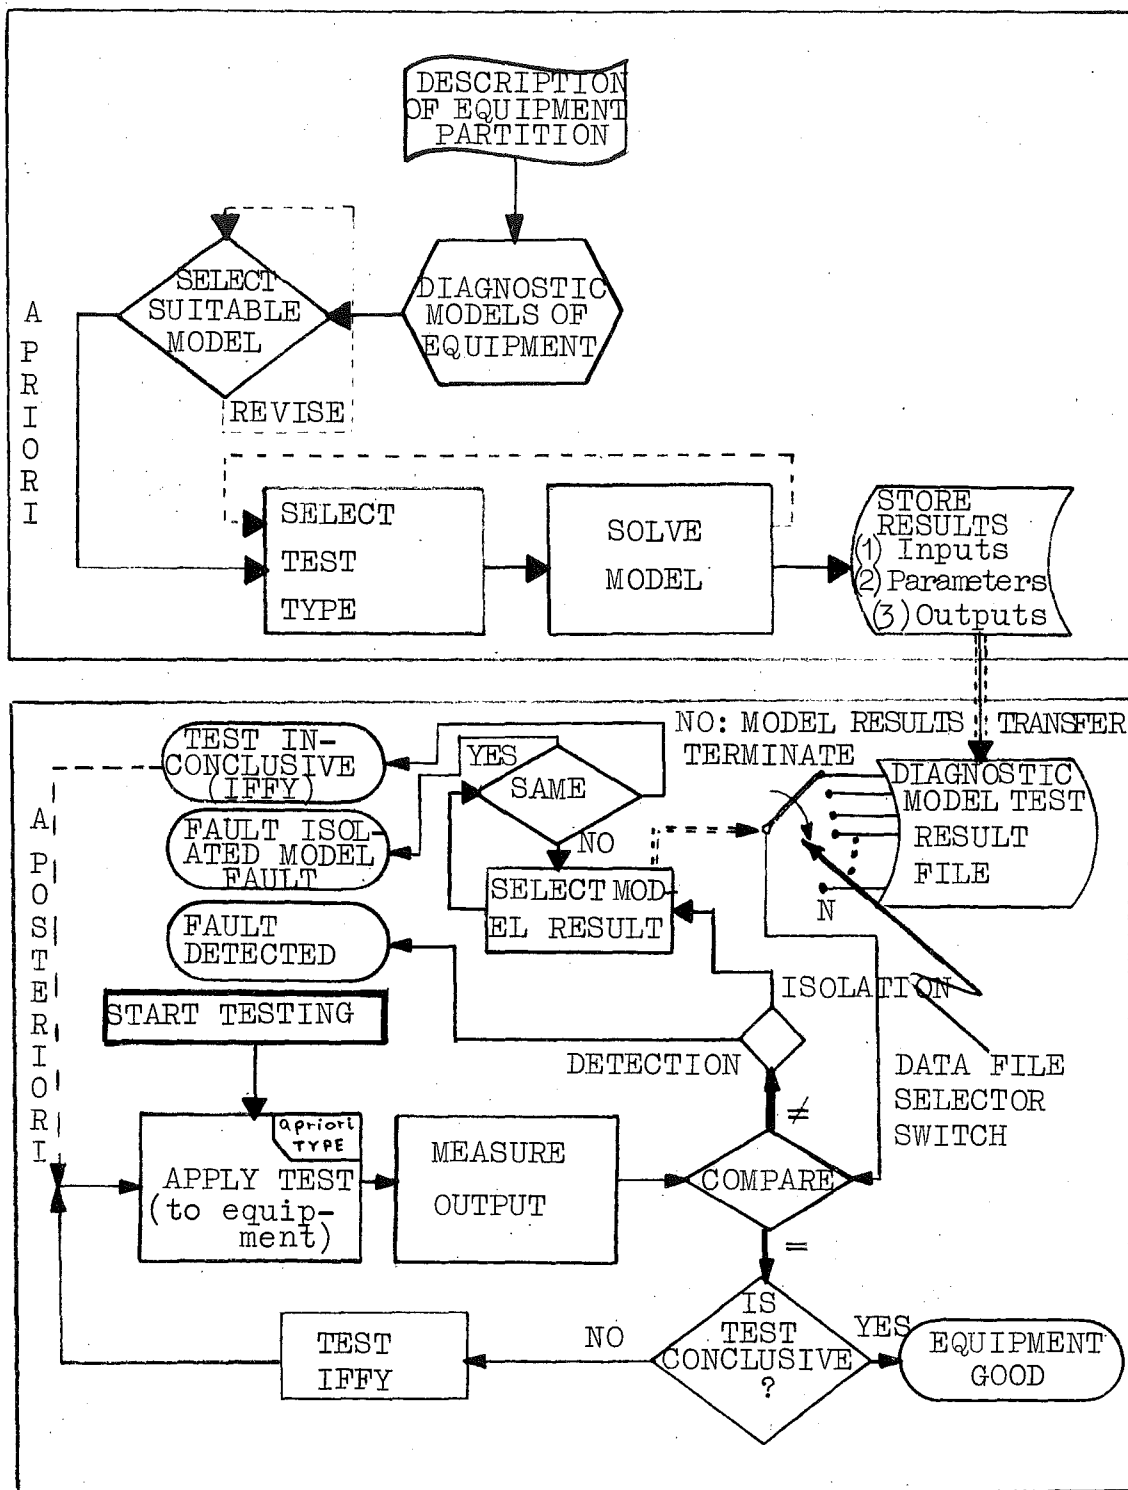 DESCRIPTION
OF EQUIPMENT
PARTITION
SELECT
SUITABLE
MODEL
DIAGNOSTIC
MODELS OF
EQUIPMENT
REVISE
A PRIORI
SELECT
TEST
TYPE
SOLVE
MODEL
STORE
RESULTS
(1) Inputs
(2) Parameters
(3) Outputs
NO: MODEL RESULTS TRANSFER
TERMINATE
TEST IN-
CONCLUSIVE
(IFFY)
YES
SAME
NO
FAULT ISOL-
ATED MODEL
FAULT
SELECT MOD-
EL RESULT
DIAGNOSTIC
MODEL TEST
RESULT
FILE
N
FAULT
DETECTED
A POSTERIORI
ISOLATION
START TESTING
DETECTION
DATA FILE
SELECTOR
SWITCH
≠
apriori
TYPE
APPLY TEST
(to equip-
ment)
MEASURE
OUTPUT
COMPARE
=
IS
TEST
CONCLUSIVE
?
NO
YES
TEST
IFFY
EQUIPMENT
GOOD